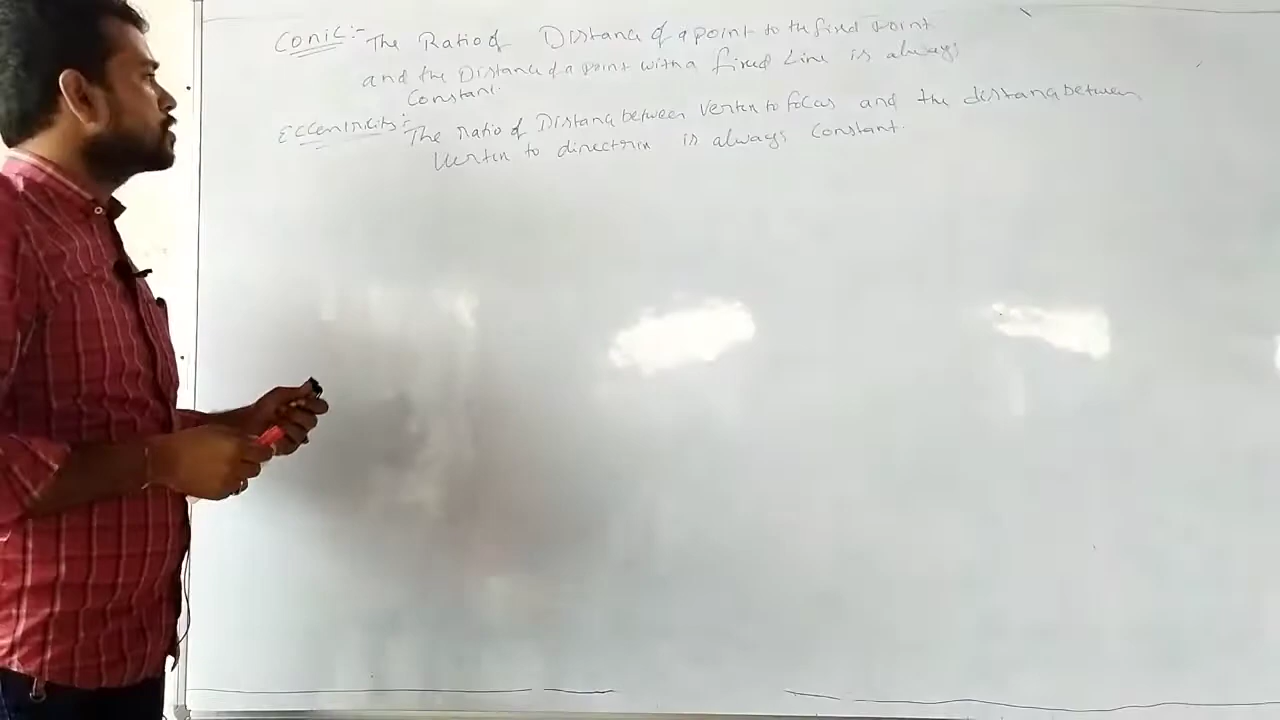 Conic:- The Ratio of Distance of a point to the fixed point
and the Distance of a point with a fixed Line is always
Constant.
Eccentricity:- The ratio of Distance between Vertex to focus and the distance between
Vertex to directrix is always Constant.